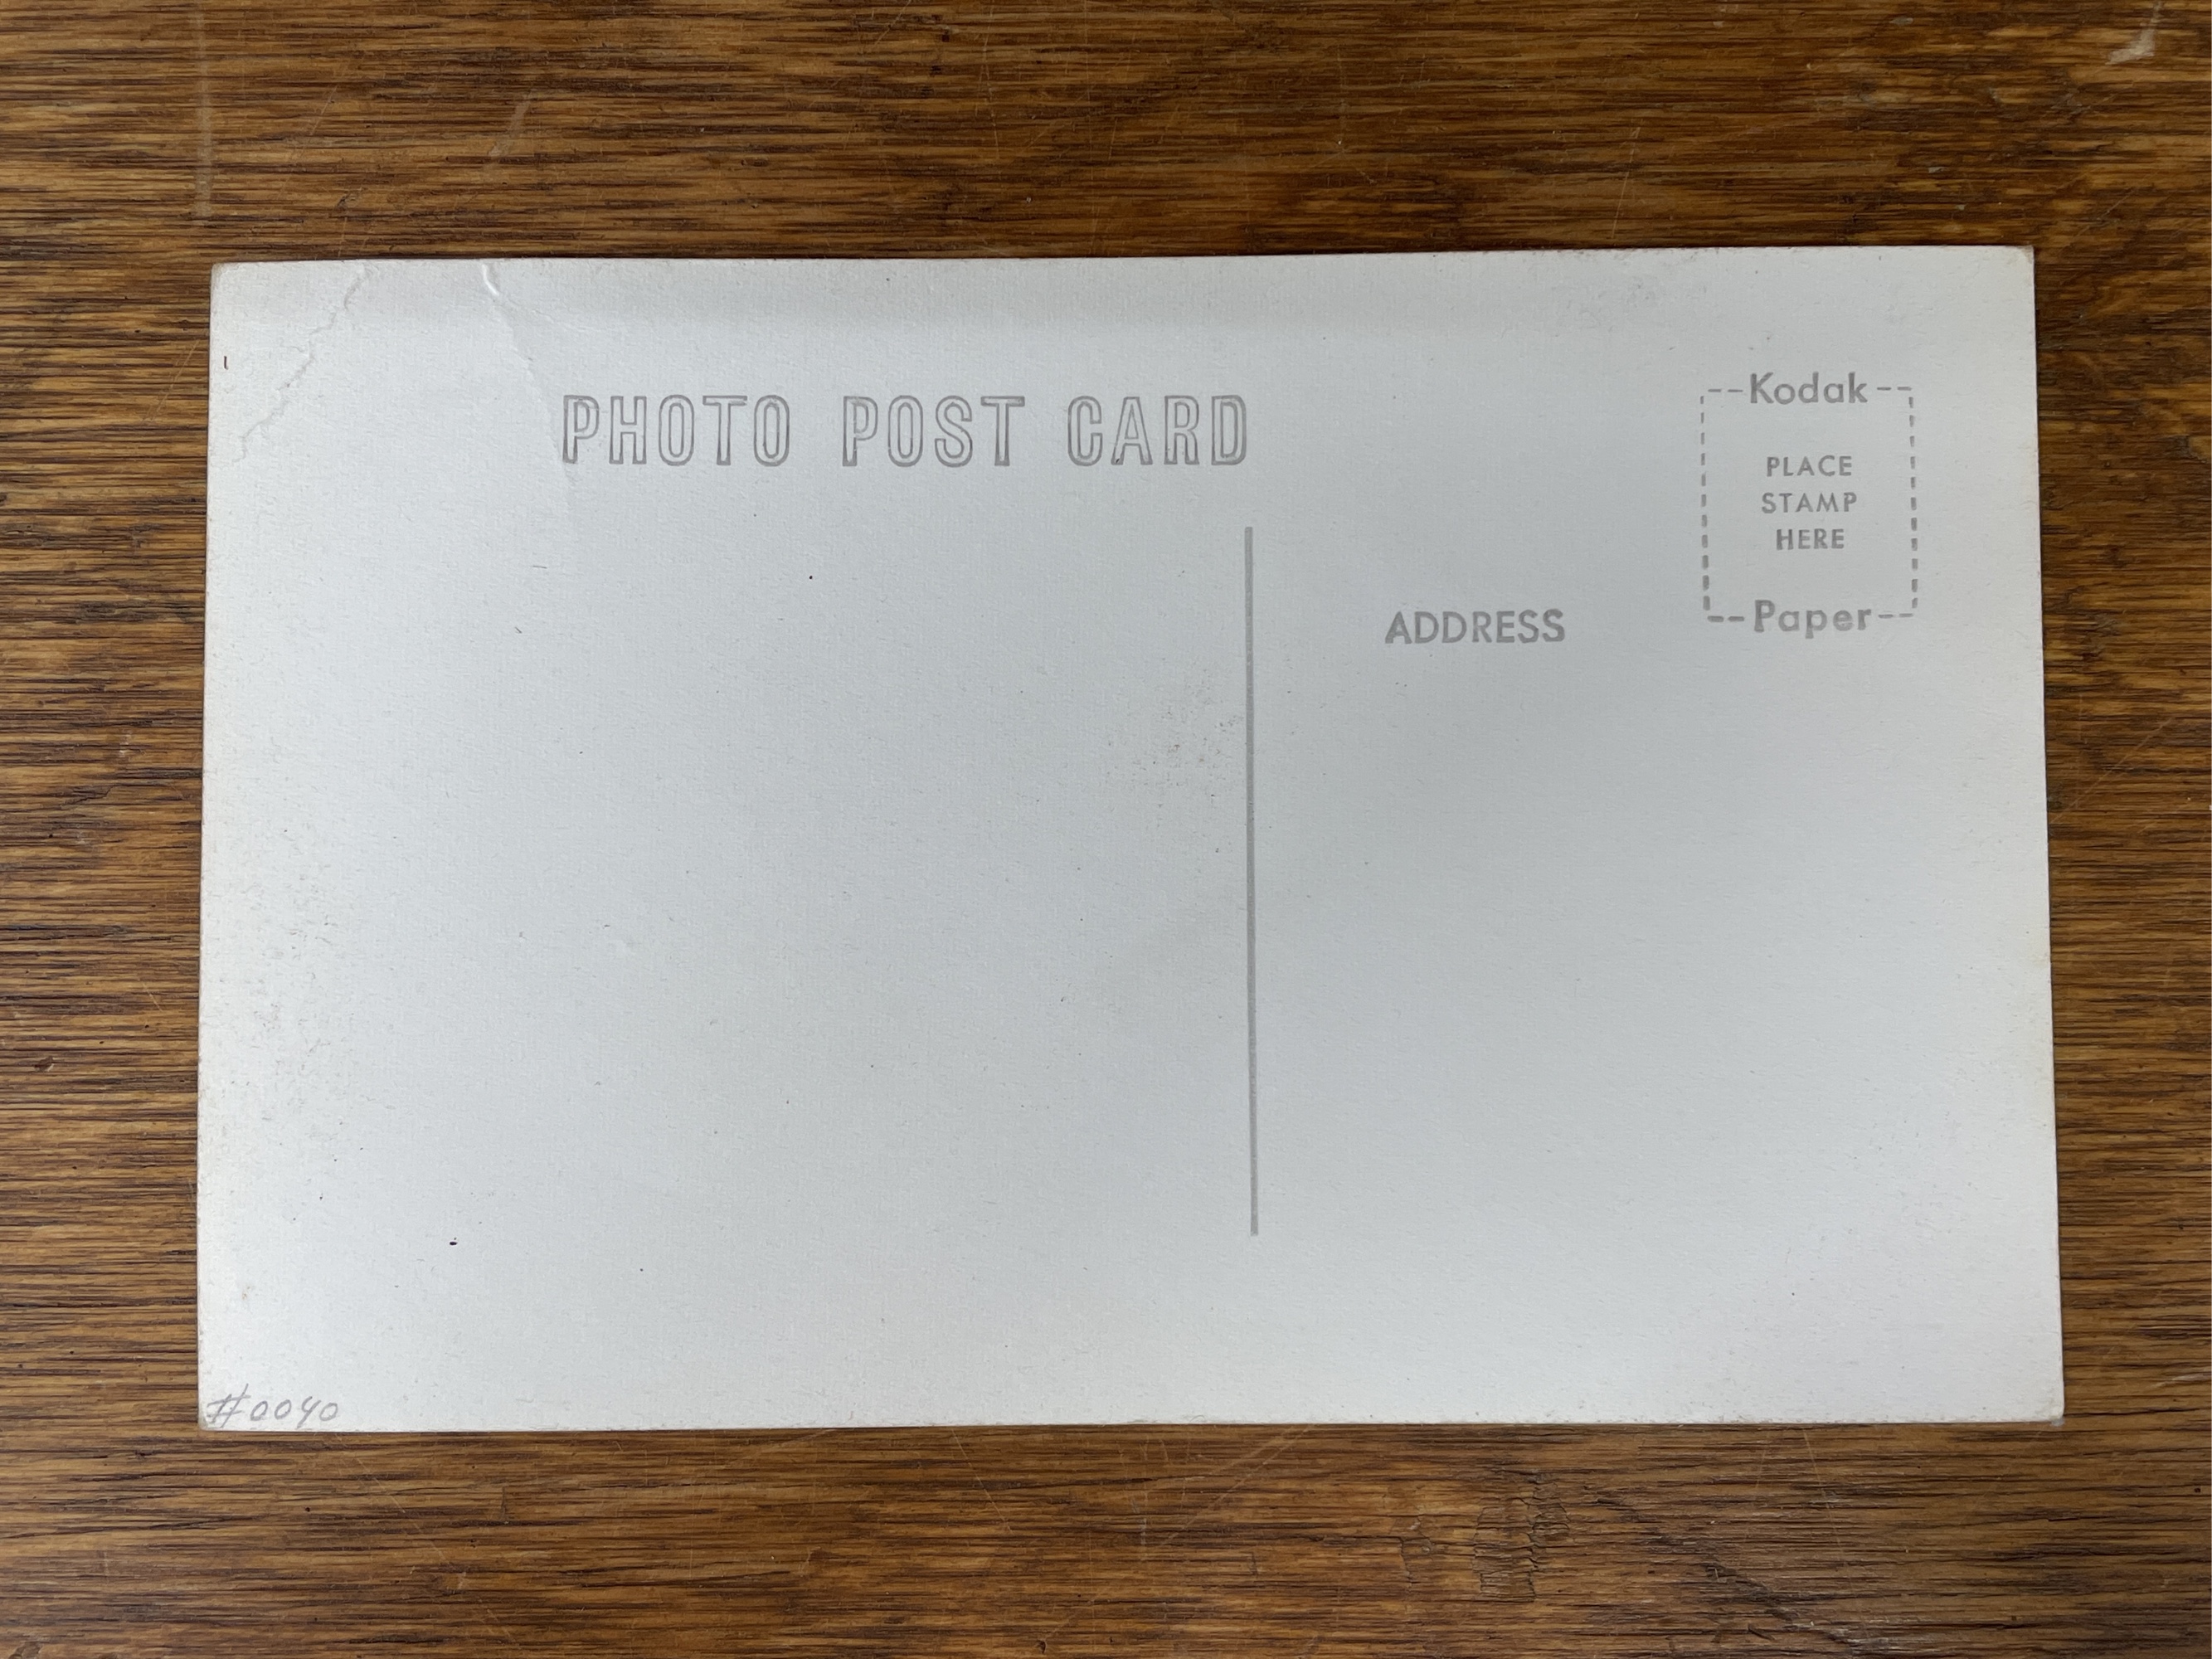 PHOTO POST CARD
Kodak
PLACE
STAMP
HERE
Paper
ADDRESS
#0040